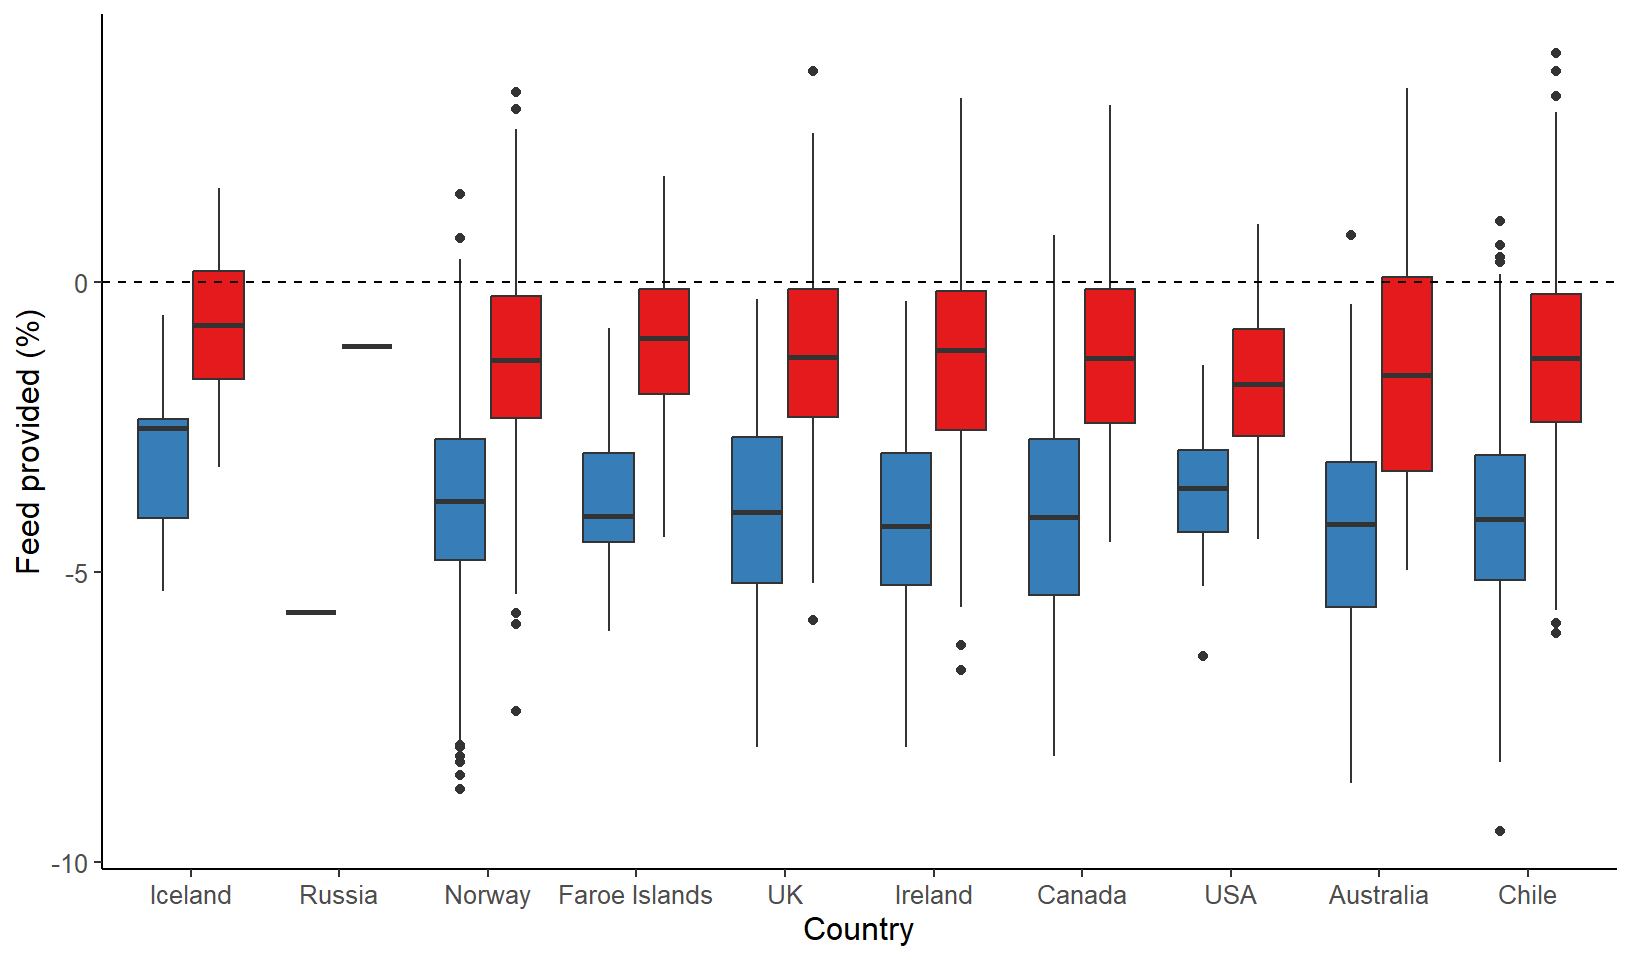 Feed provided (%)
0
-5
-10
Iceland Russia Norway Faroe Islands UK Ireland Canada USA Australia Chile
Country